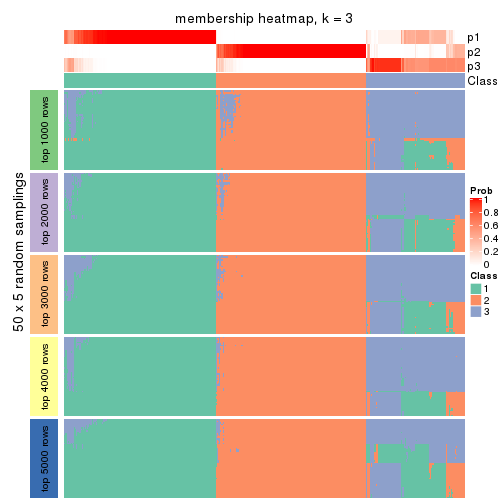 membership heatmap, k = 3
p1
p2
p3
Class
50 x 5 random samplings
top 1000 rows
top 2000 rows
top 3000 rows
top 4000 rows
top 5000 rows
Prob
1
0.8
0.6
0.4
0.2
0
Class
1
2
3